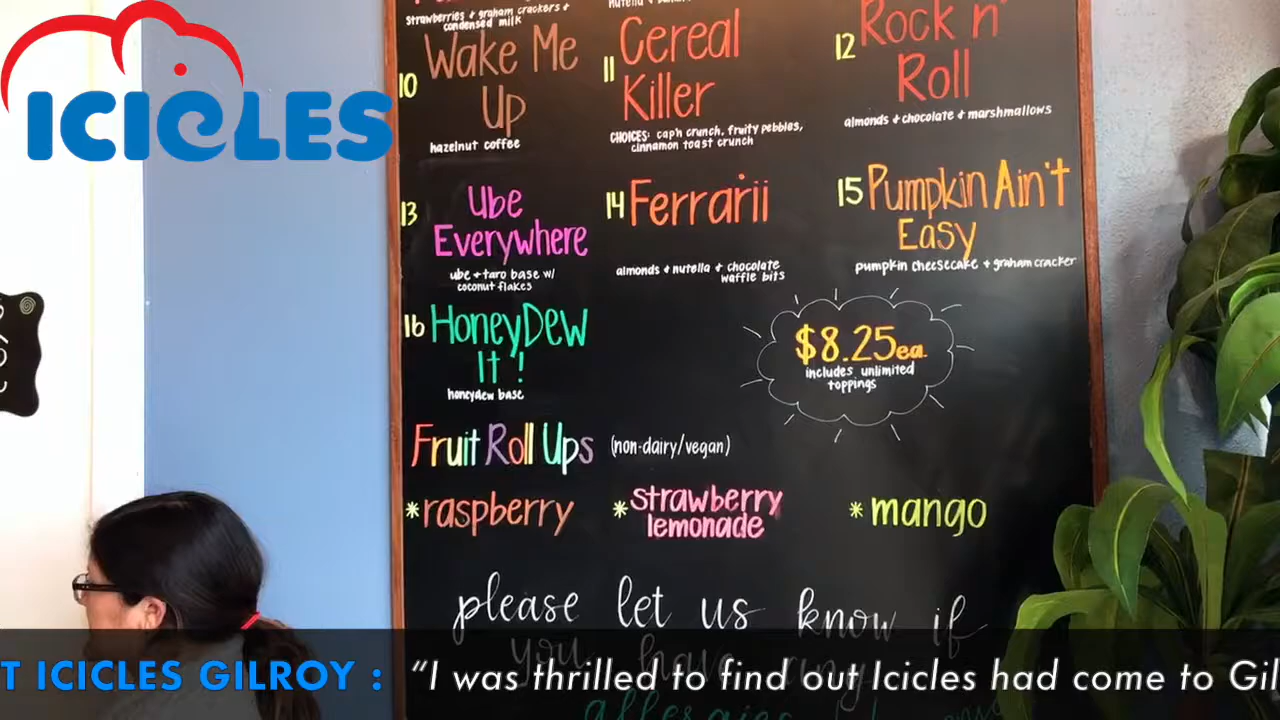 ICICLES
strawberries + graham crackers +
condensed milk
10 Wake Me
Up
hazelnut coffee
11 Cereal
Killer
CHOICES: cap'n crunch, fruity pebbles,
cinnamon toast crunch
12 Rock n'
Roll
almonds + chocolate + marshmallows
13 Ube
Everywhere
ube + taro base w/
coconut flakes
14 Ferrarii
almonds + nutella + chocolate
waffle bits
15 Pumpkin Ain't
Easy
pumpkin cheesecake + graham cracker
16 HoneyDew
It!
honeydew base
$8.25ea.
includes unlimited
toppings
Fruit Roll Ups (non-dairy/vegan)
*raspberry
*strawberry
lemonade
*mango
please let us know if
you have any
allergies
T ICICLES GILROY : “I was thrilled to find out Icicles had come to Gil